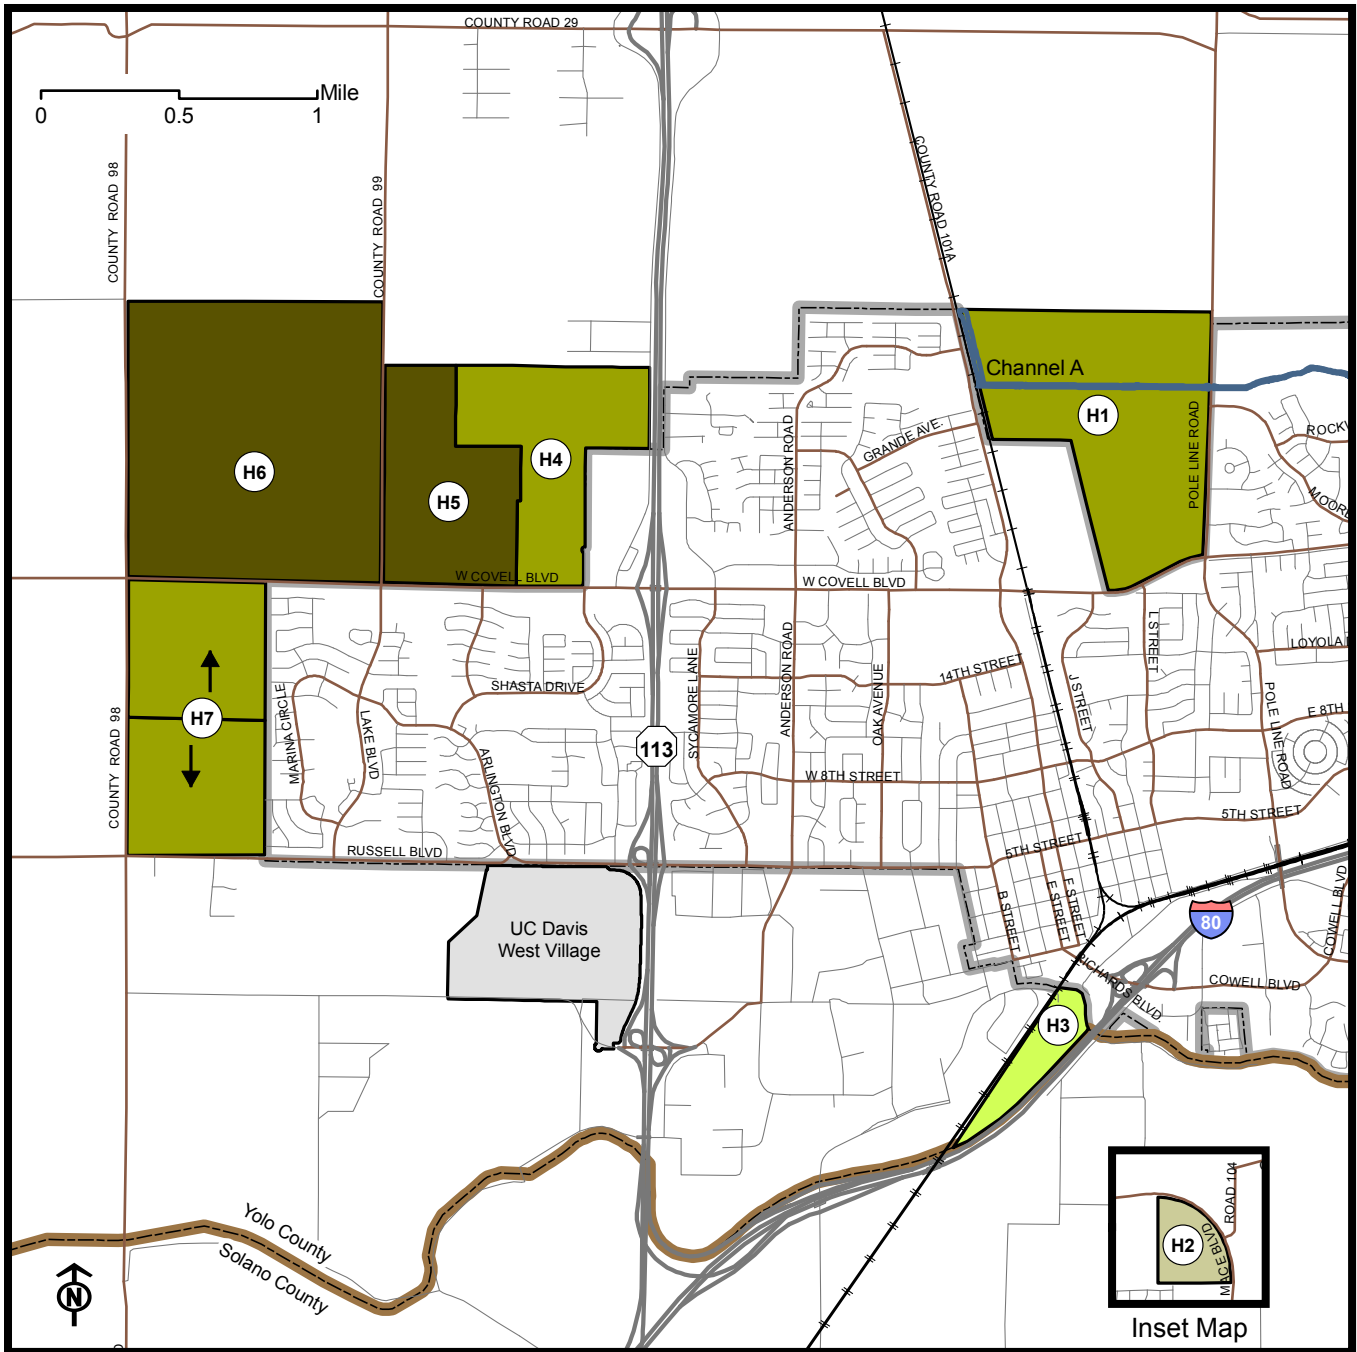 COUNTY ROAD 29
Mile
0
0.5
1
COUNTY ROAD 98
COUNTY ROAD 99
COUNTY ROAD 101A
Channel A
H1
POLE LINE ROAD
GRANDE AVE.
ANDERSON ROAD
MOORE
H4
H6
H5
W COVELL BLVD
W COVELL BLVD
L STREET
LOYOLA
14TH STREET
J STREET
SHASTA DRIVE
MARINA CIRCLE
LAKE BLVD
ARLINGTON BLVD
SYCAMORE LANE
ANDERSON ROAD
OAK AVENUE
POLE LINE ROAD
E 8TH
H7
COUNTY ROAD 98
113
W 8TH STREET
5TH STREET
5TH STREET
RUSSELL BLVD
B STREET
E STREET
F STREET
COWELL BLVD
80
UC Davis
West Village
RICHARDS BLVD.
COWELL BLVD
H3
Yolo County
Solano County
N
ROAD 104
MACE BLVD
H2
Inset Map